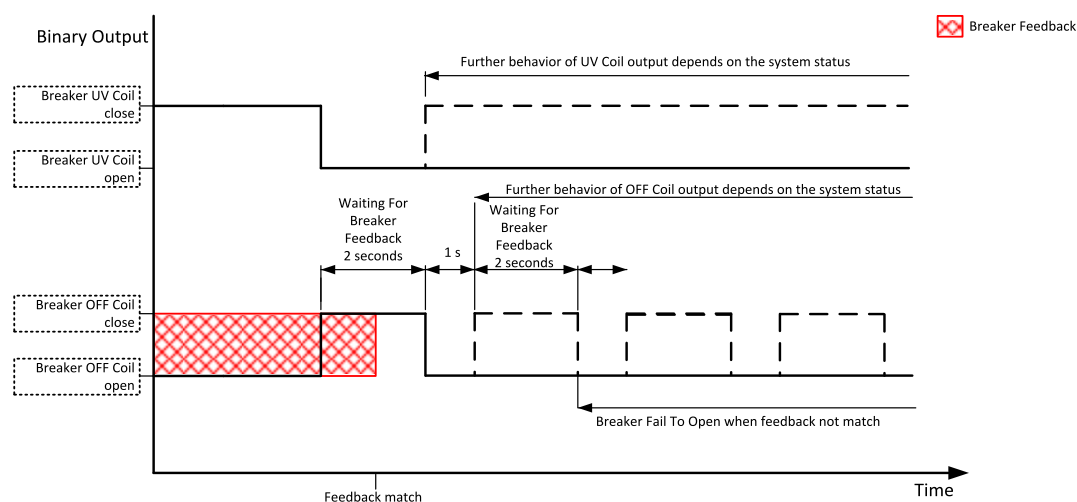 Binary Output
Breaker Feedback
Further behavior of UV Coil output depends on the system status
Breaker UV Coil
close
Breaker UV Coil
open
Further behavior of OFF Coil output depends on the system status
Waiting For
Breaker
Feedback
2 seconds
1 s
Waiting For
Breaker
Feedback
2 seconds
Breaker OFF Coil
close
Breaker OFF Coil
open
Breaker Fail To Open when feedback not match
Time
Feedback match